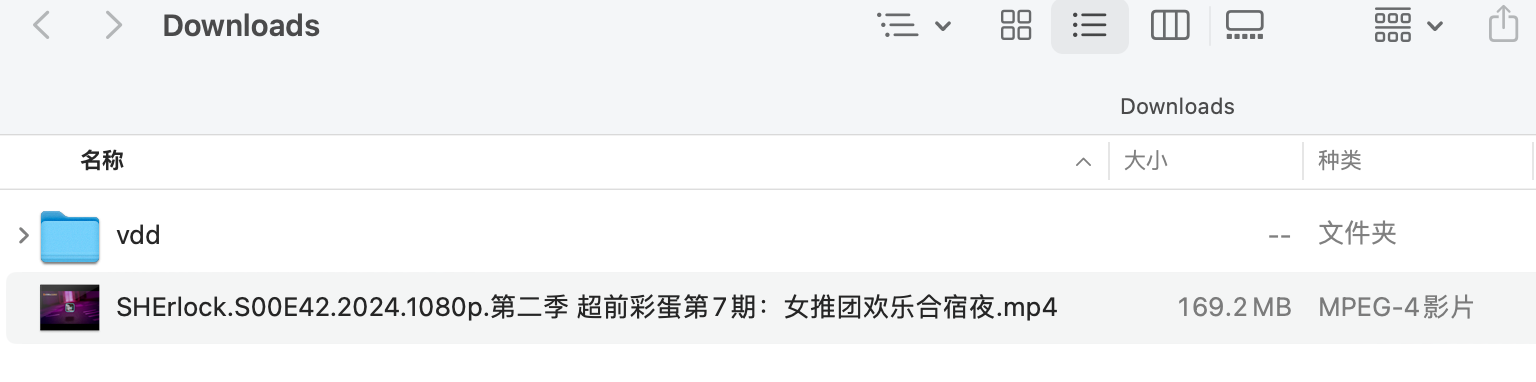 Downloads
Downloads
名称 大小 种类
vdd -- 文件夹
SHErlock.S00E42.2024.1080p.第二季 超前彩蛋第7期：女推团欢乐合宿夜.mp4 169.2 MB MPEG-4影片